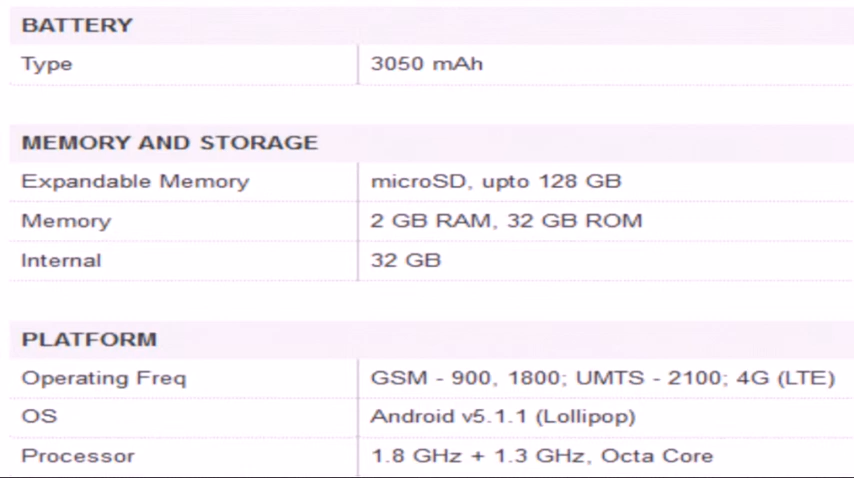 BATTERY
Type 3050 mAh
MEMORY AND STORAGE
Expandable Memory microSD, upto 128 GB
Memory 2 GB RAM, 32 GB ROM
Internal 32 GB
PLATFORM
Operating Freq GSM - 900, 1800; UMTS - 2100; 4G (LTE)
OS Android v5.1.1 (Lollipop)
Processor 1.8 GHz + 1.3 GHz, Octa Core